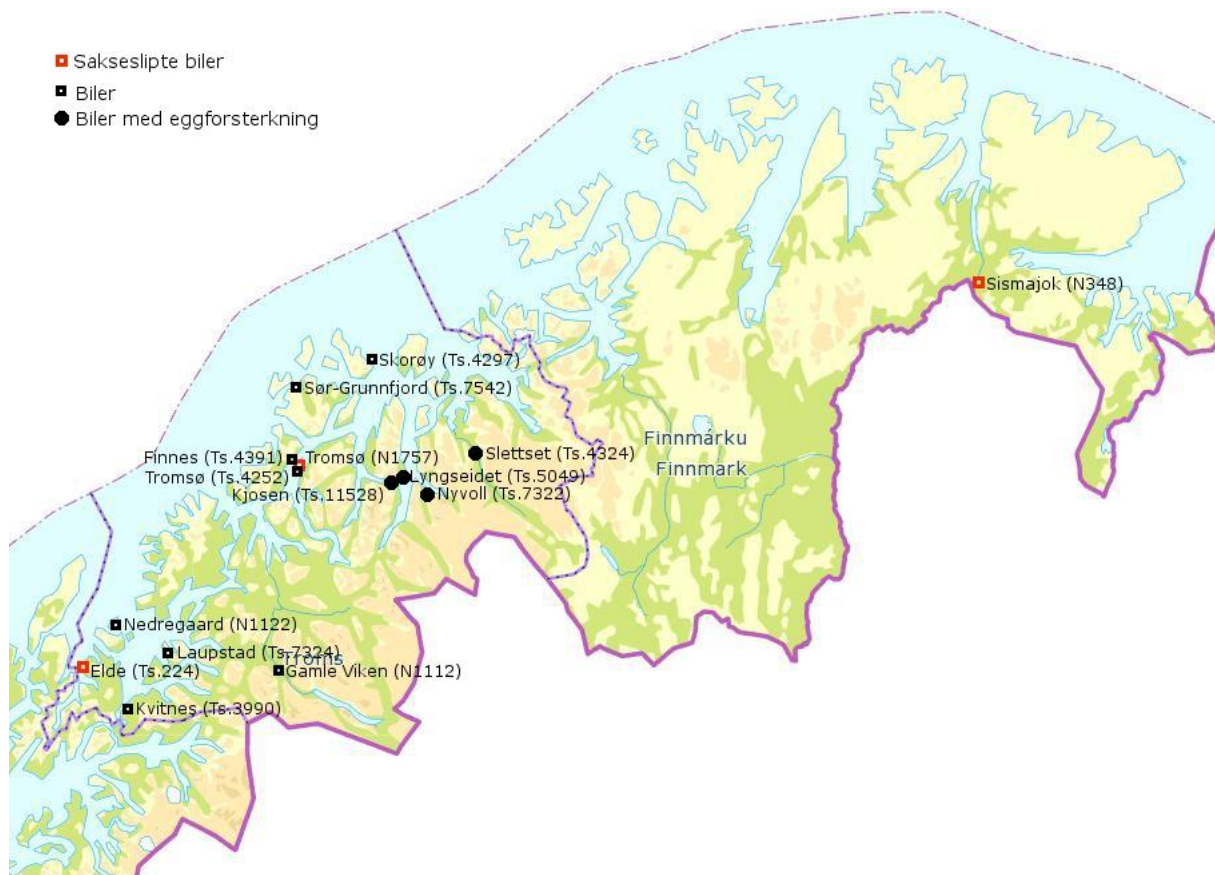 Sakseslipte biler
Biler
Biler med eggforsterkning
Sismajok (N348)
Skorøy (Ts.4297)
Sør-Grunnfjord (Ts.7542)
Finnmárku
Finnmark
Finnes (Ts.4391)
Tromsø (N1757)
Slettset (Ts.4324)
Tromsø (Ts.4252)
Lyngseidet (Ts.5049)
Kjosen (Ts.11528)
Nyvoll (Ts.7322)
Nedregaard (N1122)
Laupstad (Ts.7324)
Troms
Elde (Ts.224)
Gamle Viken (N1112)
Kvitnes (Ts.3990)